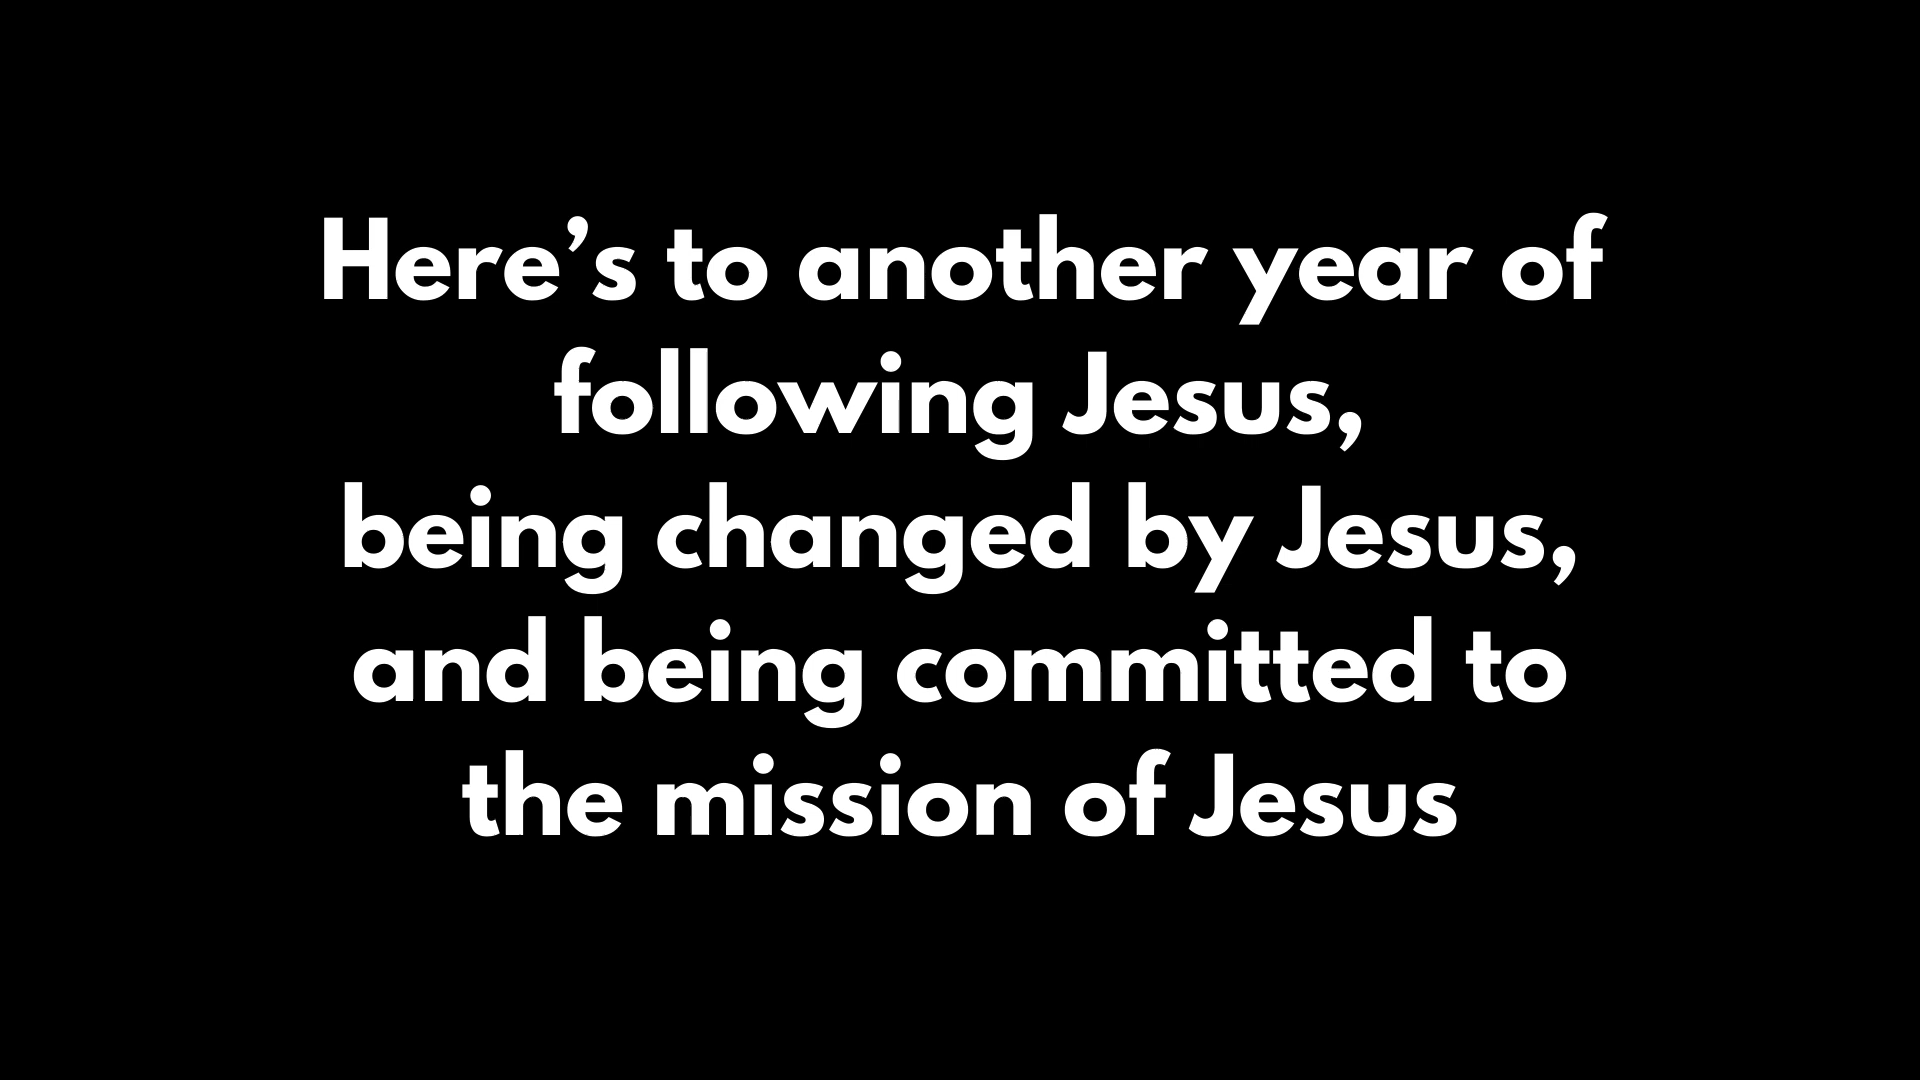 Here’s to another year of
following Jesus,
being changed by Jesus,
and being committed to
the mission of Jesus